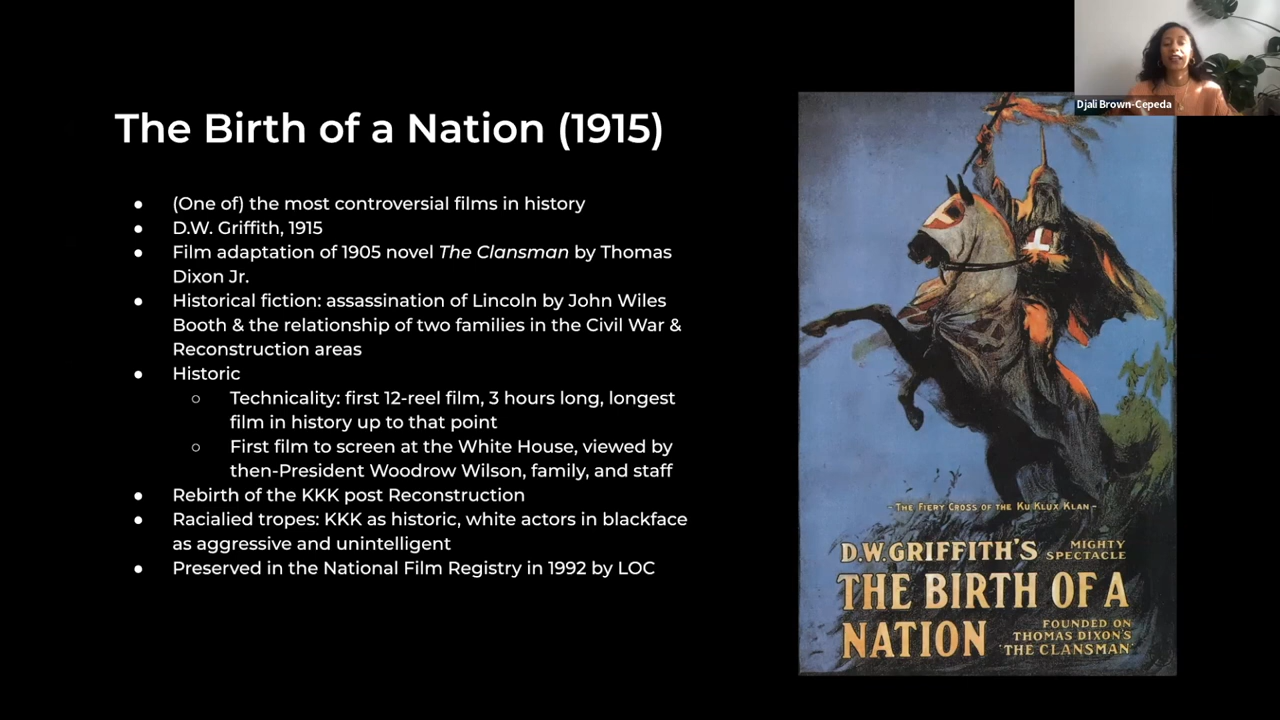 Djali Brown-Cepeda
The Birth of a Nation (1915)
● (One of) the most controversial films in history
● D.W. Griffith, 1915
● Film adaptation of 1905 novel The Clansman by Thomas
Dixon Jr.
● Historical fiction: assassination of Lincoln by John Wiles
Booth & the relationship of two families in the Civil War &
Reconstruction areas
● Historic
○ Technicality: first 12-reel film, 3 hours long, longest
film in history up to that point
○ First film to screen at the White House, viewed by
then-President Woodrow Wilson, family, and staff
● Rebirth of the KKK post Reconstruction
● Racialied tropes: KKK as historic, white actors in blackface
as aggressive and unintelligent
● Preserved in the National Film Registry in 1992 by LOC
- THE FIERY CROSS OF THE KU KLUX KLAN -
D.W. GRIFFITH'S MIGHTY
SPECTACLE
THE BIRTH OF A
NATION
FOUNDED ON
THOMAS DIXON'S
'THE CLANSMAN'